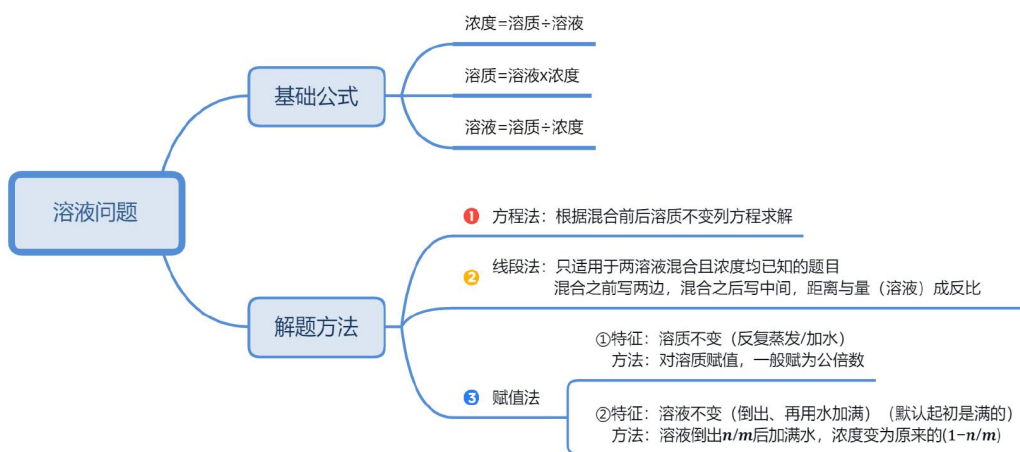 溶液问题
基础公式
浓度=溶质÷溶液
溶质=溶液x浓度
溶液=溶质÷浓度
解题方法
1 方程法：根据混合前后溶质不变列方程求解
2 线段法：只适用于两溶液混合且浓度均已知的题目
混合之前写两边，混合之后写中间，距离与量（溶液）成反比
3 赋值法
①特征：溶质不变（反复蒸发/加水）
方法：对溶质赋值，一般赋为公倍数
②特征：溶液不变（倒出、再用水加满）（默认起初是满的）
方法：溶液倒出n/m后加满水，浓度变为原来的(1−n/m)